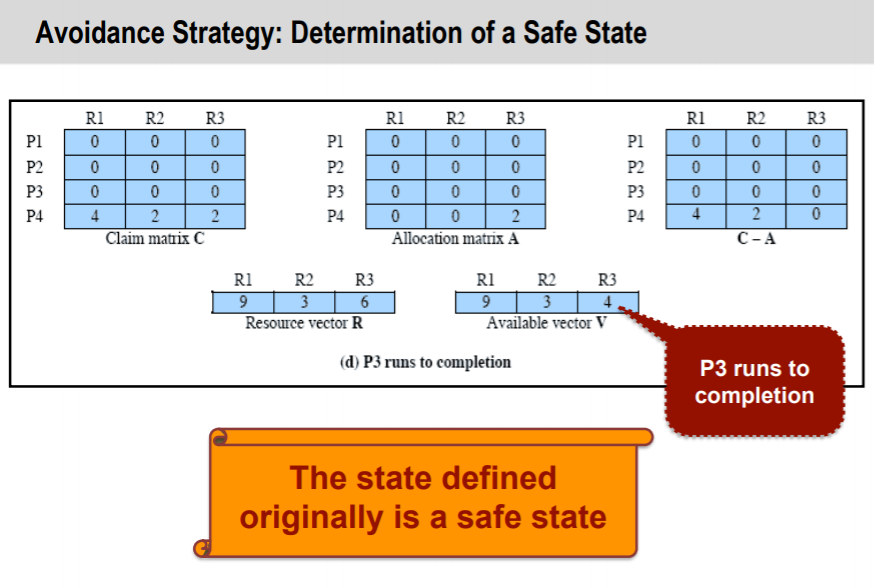 Avoidance Strategy: Determination of a Safe State
R1 R2 R3
P1 0 0 0
P2 0 0 0
P3 0 0 0
P4 4 2 2
Claim matrix C
R1 R2 R3
P1 0 0 0
P2 0 0 0
P3 0 0 0
P4 0 0 2
Allocation matrix A
R1 R2 R3
P1 0 0 0
P2 0 0 0
P3 0 0 0
P4 4 2 0
C – A
R1 R2 R3
9 3 6
Resource vector R
R1 R2 R3
9 3 4
Available vector V
(d) P3 runs to completion
P3 runs to
completion
The state defined
originally is a safe state